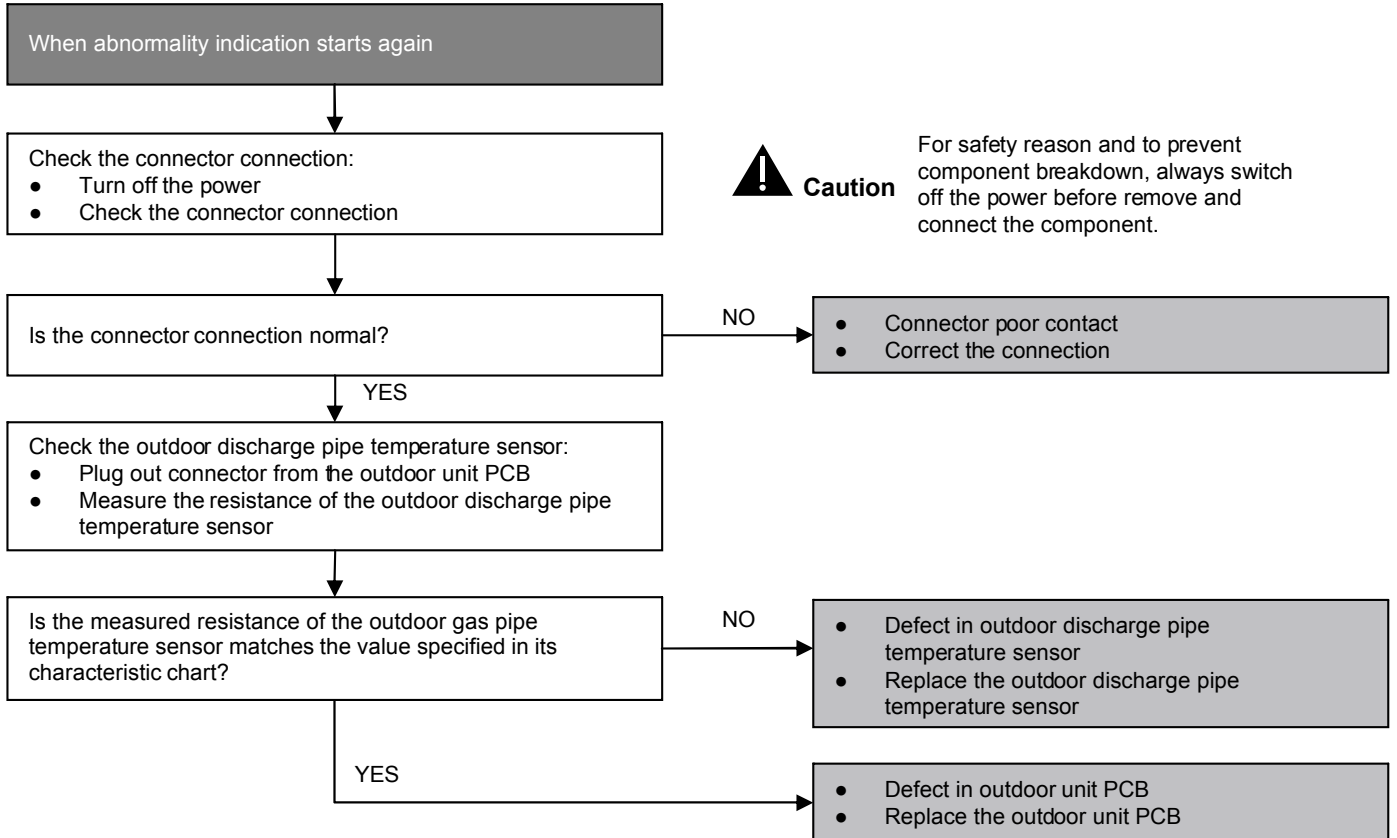 When abnormality indication starts again
Check the connector connection:
● Turn off the power
● Check the connector connection
Caution
For safety reason and to prevent
component breakdown, always switch
off the power before remove and
connect the component.
Is the connector connection normal?
NO
● Connector poor contact
● Correct the connection
YES
Check the outdoor discharge pipe temperature sensor:
● Plug out connector from the outdoor unit PCB
● Measure the resistance of the outdoor discharge pipe
temperature sensor
Is the measured resistance of the outdoor gas pipe
temperature sensor matches the value specified in its
characteristic chart?
NO
● Defect in outdoor discharge pipe
temperature sensor
● Replace the outdoor discharge pipe
temperature sensor
YES
● Defect in outdoor unit PCB
● Replace the outdoor unit PCB